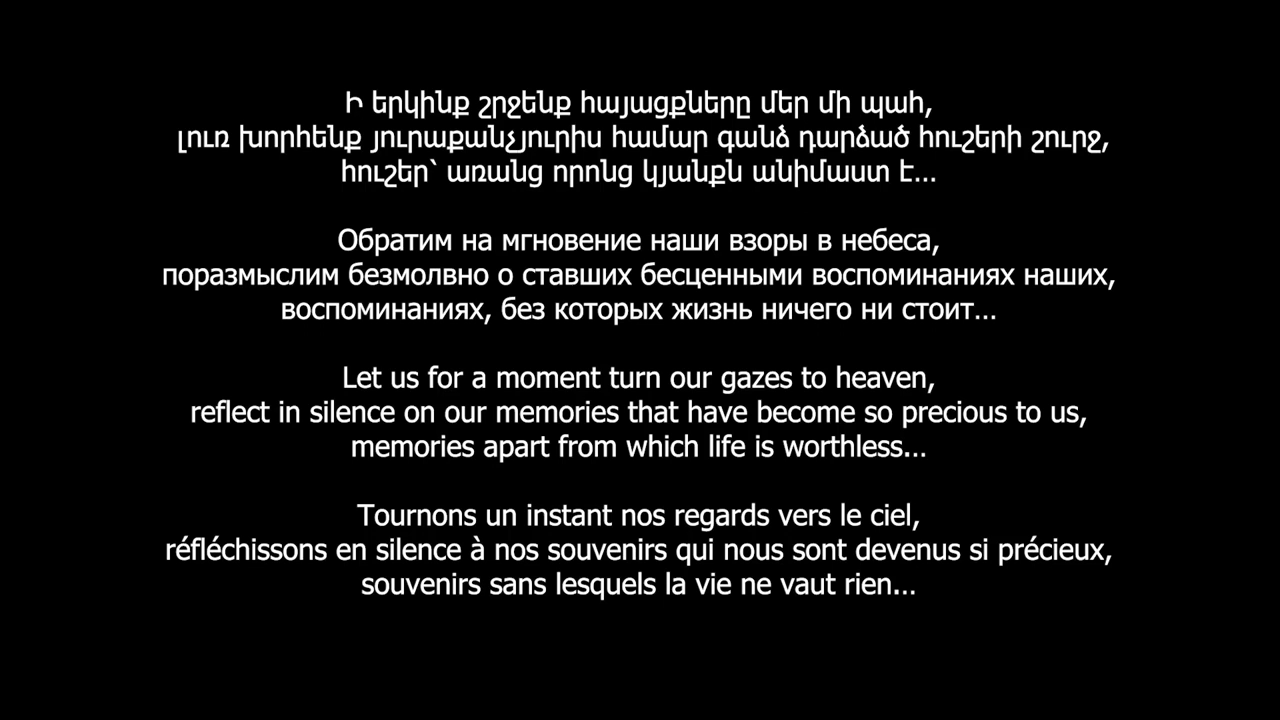 Ի երկինք շրջենք հայացքները մեր մի պահ,
լուռ խորհենք յուրաքանչյուրիս համար գանձ դարձած հուշերի շուրջ,
հուշեր՝ առանց որոնց կյանքն անիմաստ է...
Обратим на мгновение наши взоры в небеса,
поразмыслим безмолвно о ставших бесценными воспоминаниях наших,
воспоминаниях, без которых жизнь ничего ни стоит...
Let us for a moment turn our gazes to heaven,
reflect in silence on our memories that have become so precious to us,
memories apart from which life is worthless...
Tournons un instant nos regards vers le ciel,
réfléchissons en silence à nos souvenirs qui nous sont devenus si précieux,
souvenirs sans lesquels la vie ne vaut rien...